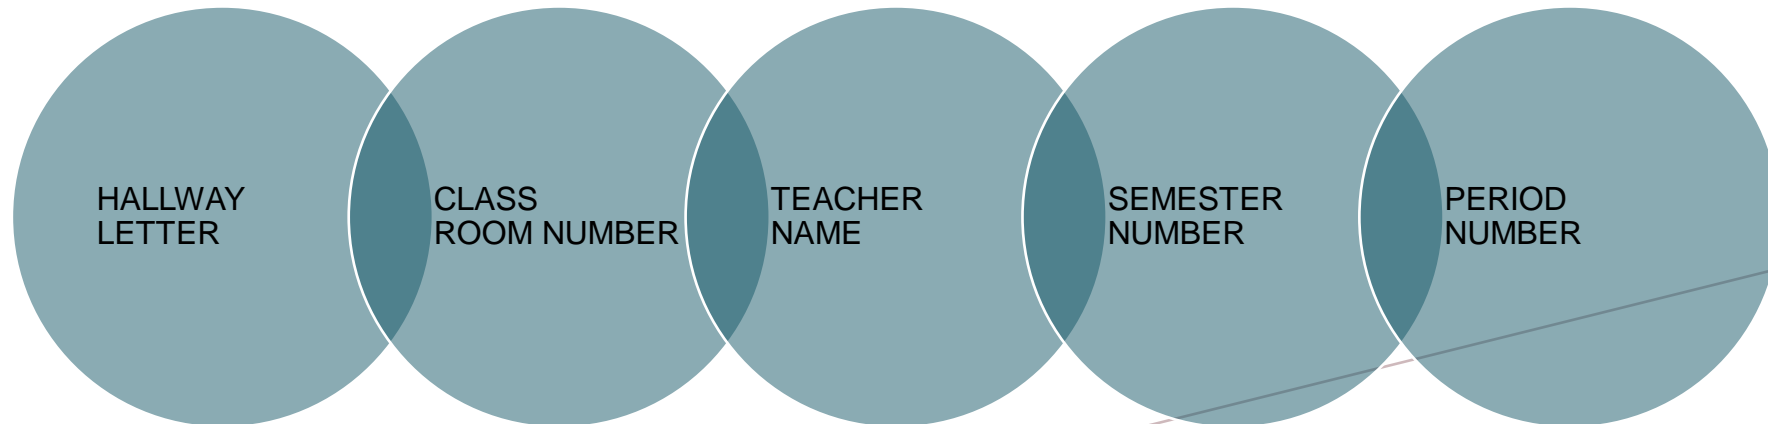 HALLWAY
LETTER
CLASS
ROOM NUMBER
TEACHER
NAME
SEMESTER
NUMBER
PERIOD
NUMBER